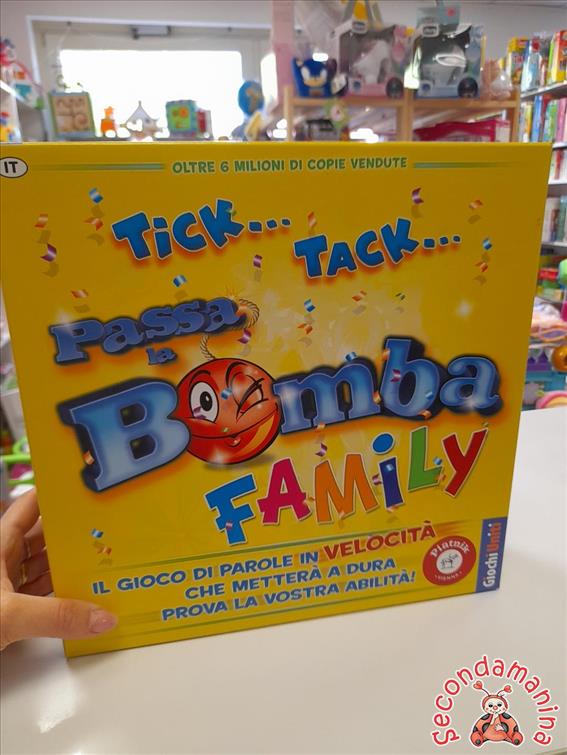 IT
OLTRE 6 MILIONI DI COPIE VENDUTE
TiCK...
TACK...
Passa
la
Bomba
FAMiLY
IL GIOCO DI PAROLE IN VELOCITÀ
CHE METTERÀ A DURA
PROVA LA VOSTRA ABILITÀ!
Piatnik
VIENNA
Giochi Uniti
Secondamanina